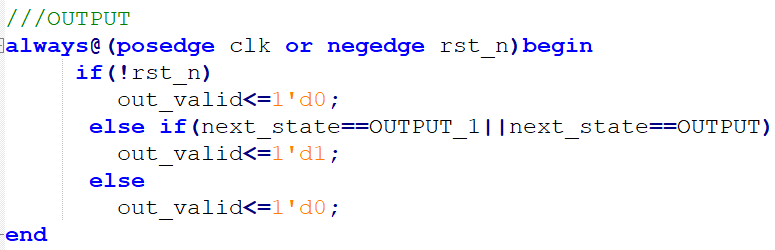 ///OUTPUT
always@(posedge clk or negedge rst_n)begin
if(!rst_n)
out_valid<=1'd0;
else if(next_state==OUTPUT_1||next_state==OUTPUT)
out_valid<=1'd1;
else
out_valid<=1'd0;
end